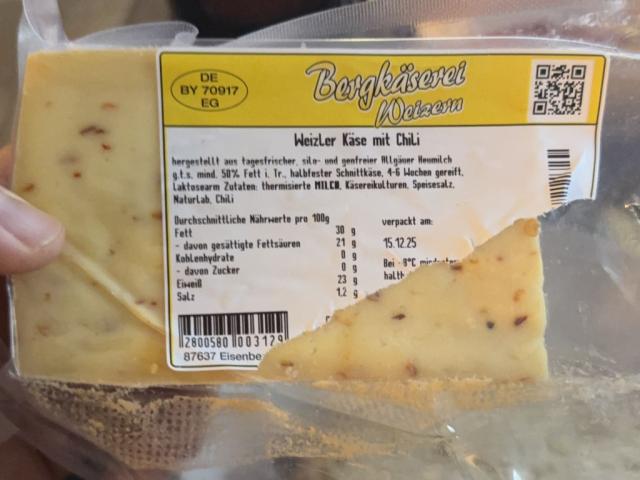 DE
BY 70917
EG
Bergkäserei
Weizern
Weizler Käse mit Chili
hergestellt aus tagesfrischer, silo- und genfreier Allgäuer Heumilch
g.t.s. mind. 50% Fett i. Tr., halbfester Schnittkäse, 4-6 Wochen gereift.
Laktosearm Zutaten: thermisierte MILCH, Käsereikulturen, Speisesalz,
Naturlab, Chili
Durchschnittliche Nährwerte pro 100g
Fett 30 g
- davon gesättigte Fettsäuren 21 g
Kohlenhydrate 0 g
- davon Zucker 0 g
Eiweiß 23 g
Salz 1,2 g
verpackt am:
15.12.25
Bei
8°C
2800580 003129
87637 Eisenbe